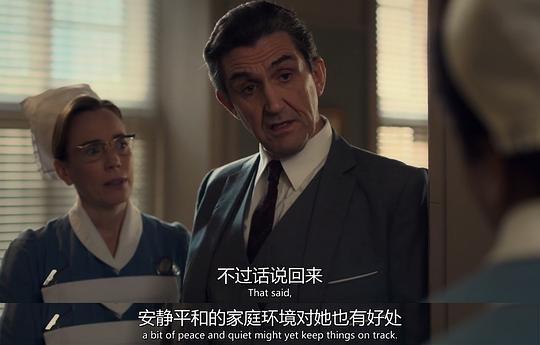 不过话说回来
That said,
安静平和的家庭环境对她也有好处
a bit of peace and quiet might yet keep things on track.